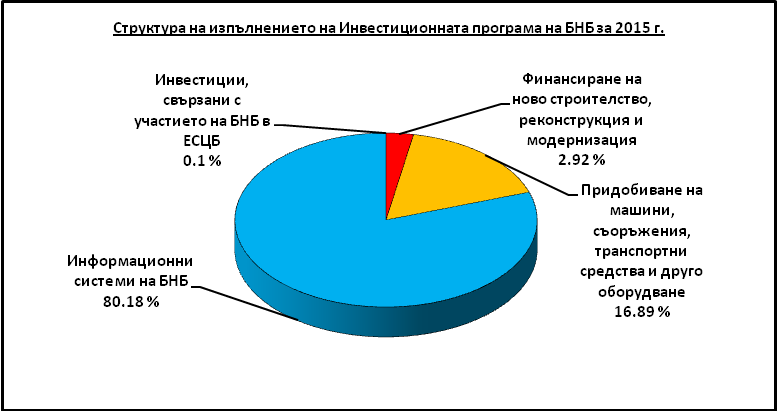 Структура на изпълнението на Инвестиционната програма на БНБ за 2015 г.
Инвестиции,
свързани с
участието на БНБ в
ЕСЦБ
0.1 %
Финансиране на
ново строителство,
реконструкция и
модернизация
2.92 %
Придобиване на
машини,
съоръжения,
транспортни
средства и друго
оборудване
16.89 %
Информационни
системи на БНБ
80.18 %